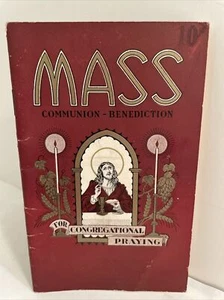 10¢
MASS
COMMUNION - BENEDICTION
FOR
CONGREGATIONAL
PRAYING